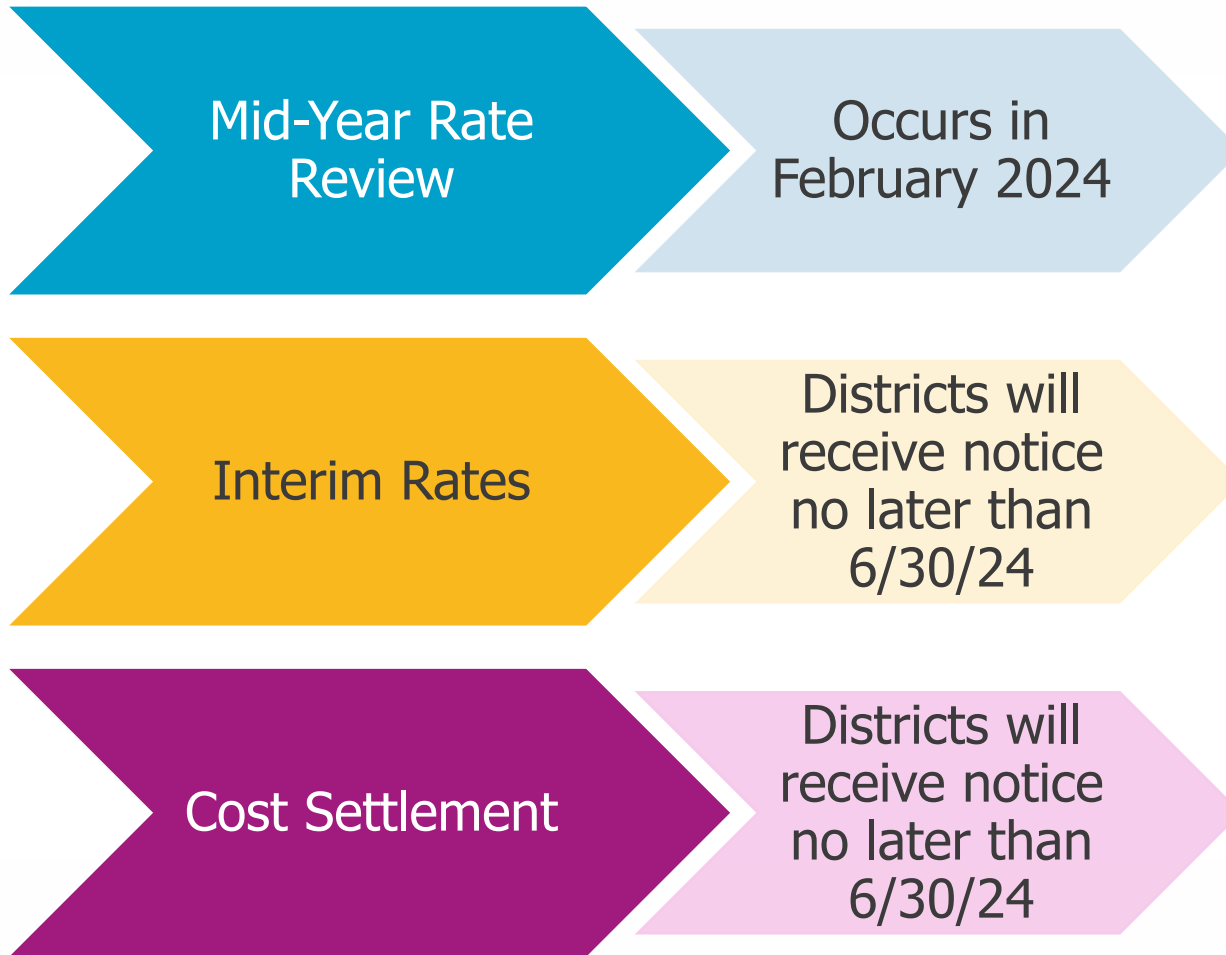 Mid-Year Rate
Review
Occurs in
February 2024
Interim Rates
Districts will
receive notice
no later than
6/30/24
Cost Settlement
Districts will
receive notice
no later than
6/30/24